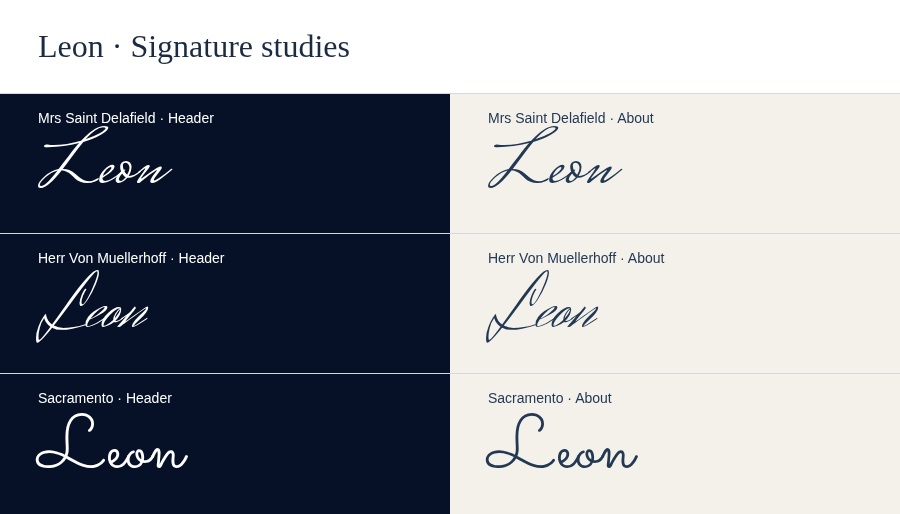 Leon · Signature studies
Mrs Saint Delafield · Header
Leon
Mrs Saint Delafield · About
Leon
Herr Von Muellerhoff · Header
Leon
Herr Von Muellerhoff · About
Leon
Sacramento · Header
Leon
Sacramento · About
Leon